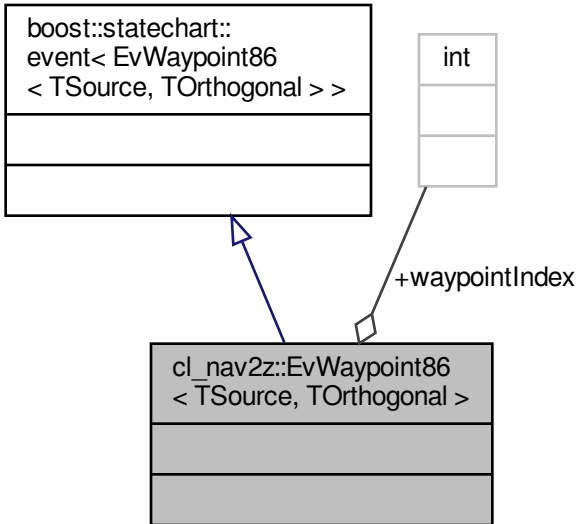 boost::statechart::
event< EvWaypoint86
< TSource, TOrthogonal > >
int
+waypointIndex
cl_nav2z::EvWaypoint86
< TSource, TOrthogonal >